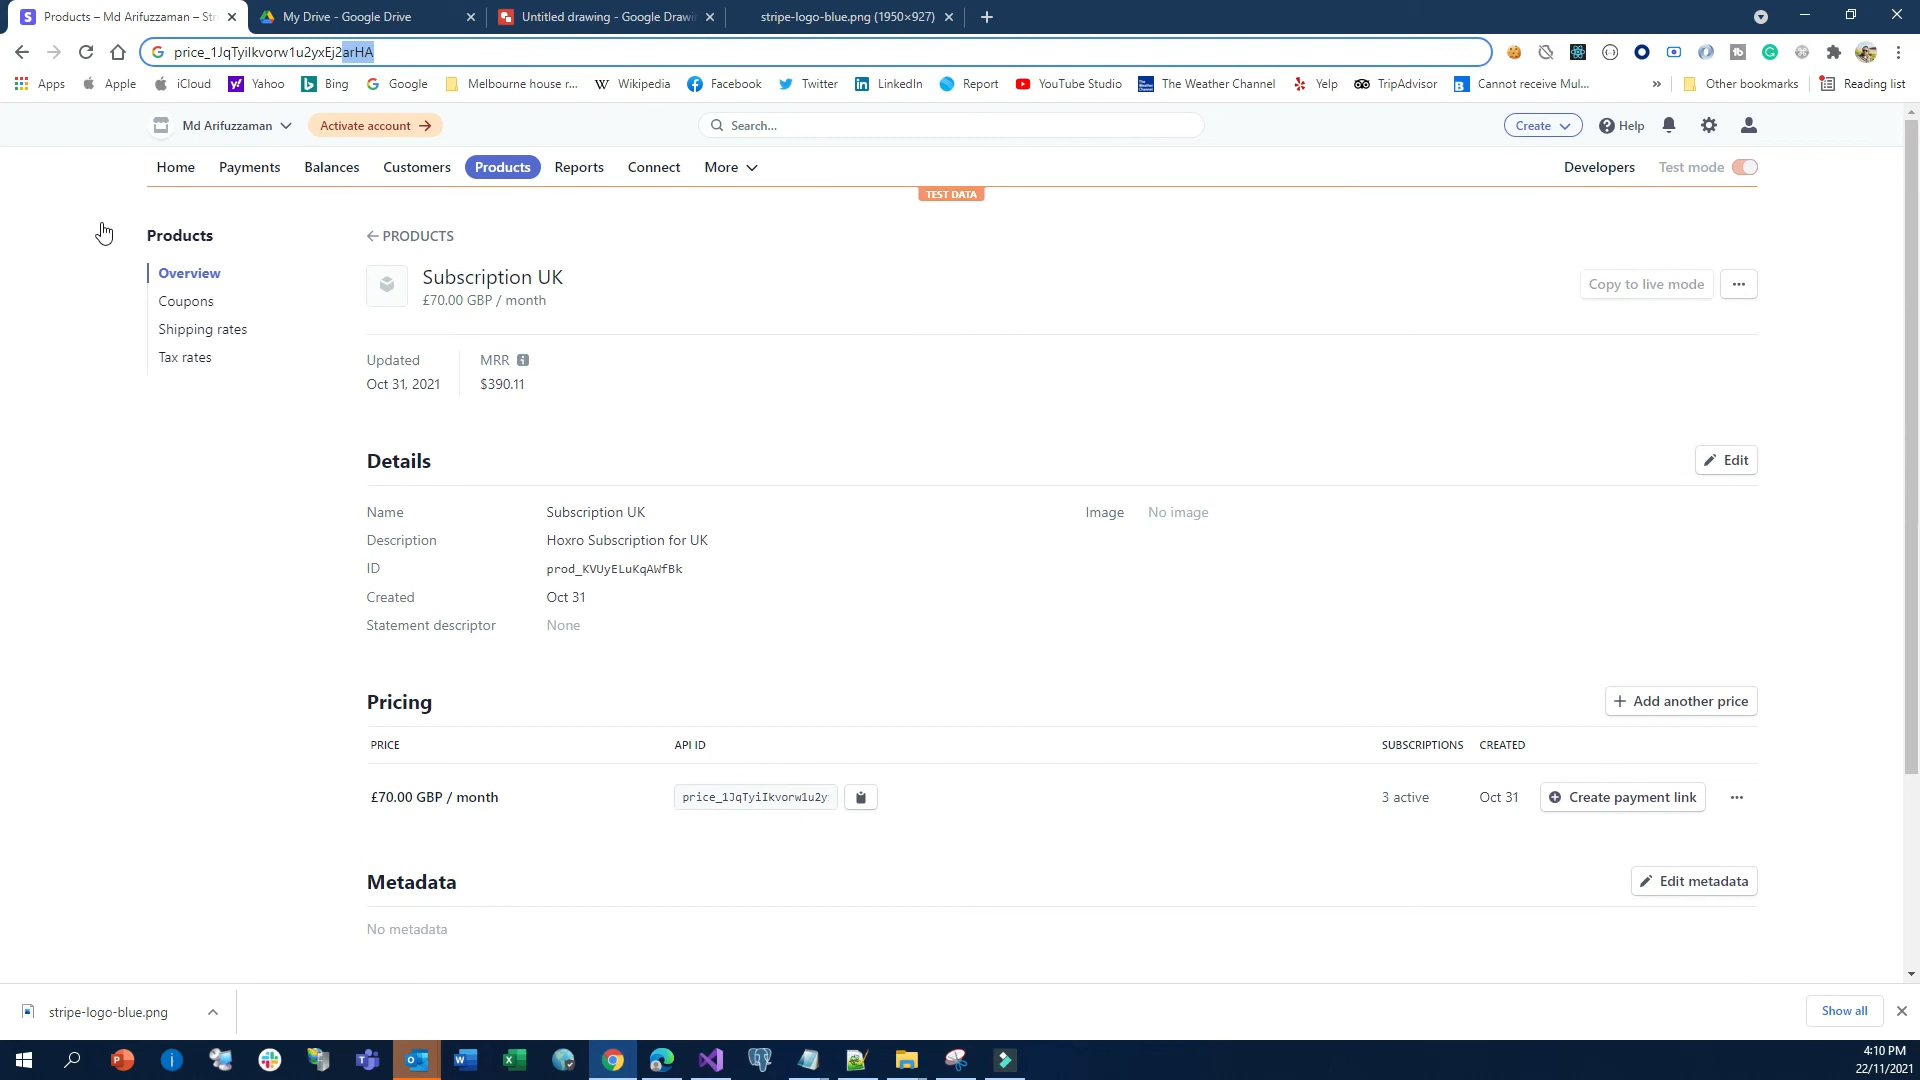 Products – Md Arifuzzaman – Str
My Drive - Google Drive
Untitled drawing - Google Drawin
stripe-logo-blue.png (1950×927)
price_1JqTyiIkvorw1u2yxEj2arHA
Apps
Apple
iCloud
Yahoo
Bing
Google
Melbourne house r...
Wikipedia
Facebook
Twitter
LinkedIn
Report
YouTube Studio
The Weather Channel
Yelp
TripAdvisor
Cannot receive Mul...
Other bookmarks
Reading list
Md Arifuzzaman
Activate account
Search...
Create
Help
Home
Payments
Balances
Customers
Products
Reports
Connect
More
Developers
Test mode
TEST DATA
Products
Overview
Coupons
Shipping rates
Tax rates
PRODUCTS
Subscription UK
£70.00 GBP / month
Copy to live mode
Updated
Oct 31, 2021
MRR
$390.11
Details
Edit
Name
Subscription UK
Image
No image
Description
Hoxro Subscription for UK
ID
prod_KVUyELuKqAWfBk
Created
Oct 31
Statement descriptor
None
Pricing
Add another price
PRICE
API ID
SUBSCRIPTIONS
CREATED
£70.00 GBP / month
price_1JqTyiIkvorw1u2y
3 active
Oct 31
Create payment link
Metadata
Edit metadata
No metadata
stripe-logo-blue.png
Show all
4:10 PM
22/11/2021